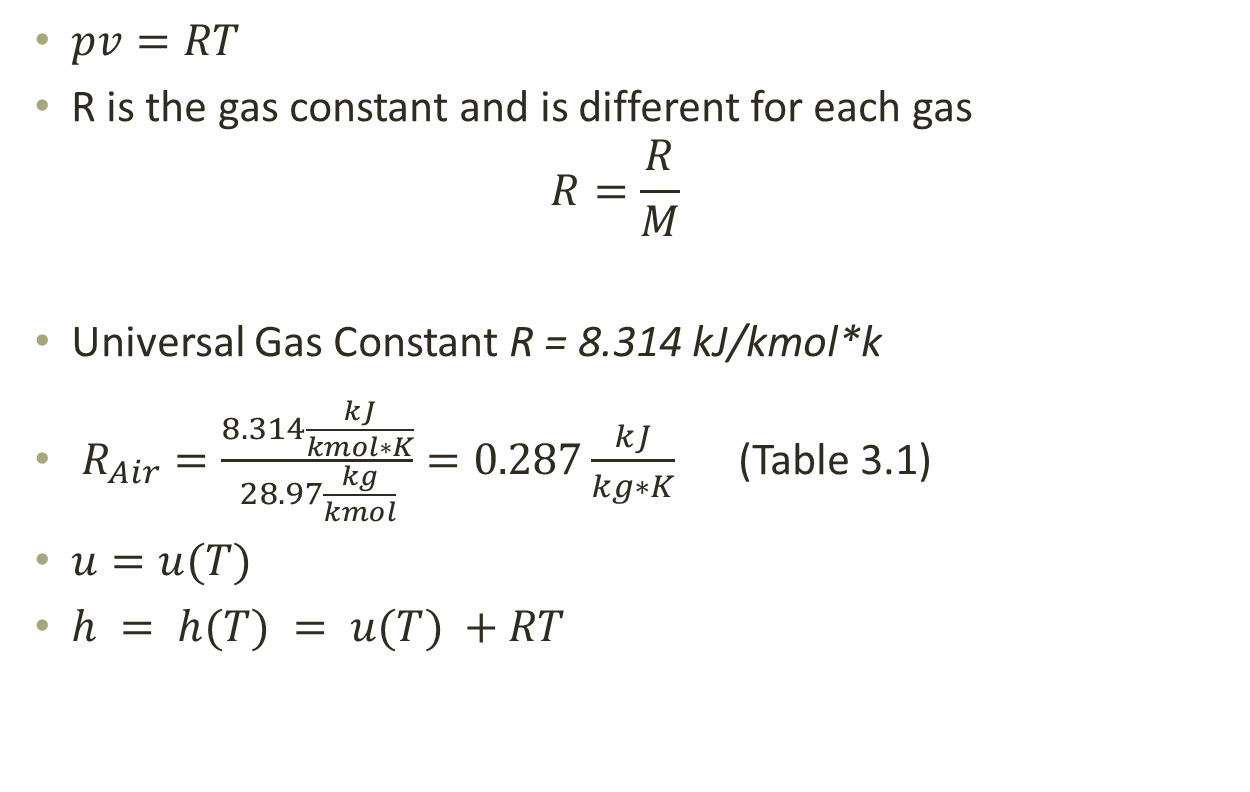 • pv = RT
• R is the gas constant and is different for each gas
R = R/M
• Universal Gas Constant R = 8.314 kJ/kmol*k
• R_Air = (8.314 kJ/(kmol*K))/(28.97 kg/kmol) = 0.287 kJ/(kg*K) (Table 3.1)
• u = u(T)
• h = h(T) = u(T) + RT